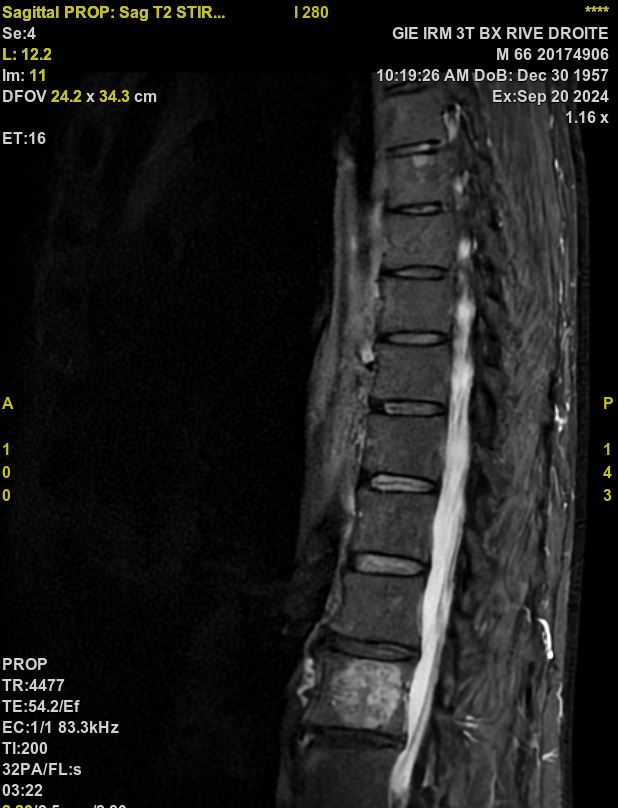 Sagittal PROP: Sag T2 STIR... I 280 ****
Se:4 GIE IRM 3T BX RIVE DROITE
L: 12.2 M 66 20174906
Im: 11 10:19:26 AM DoB: Dec 30 1957
DFOV 24.2 x 34.3 cm Ex:Sep 20 2024
1.16 x
ET:16
A P
1 1
0 4
0 3
PROP
TR:4477
TE:54.2/Ef
EC:1/1 83.3kHz
TI:200
32PA/FL:s
03:22